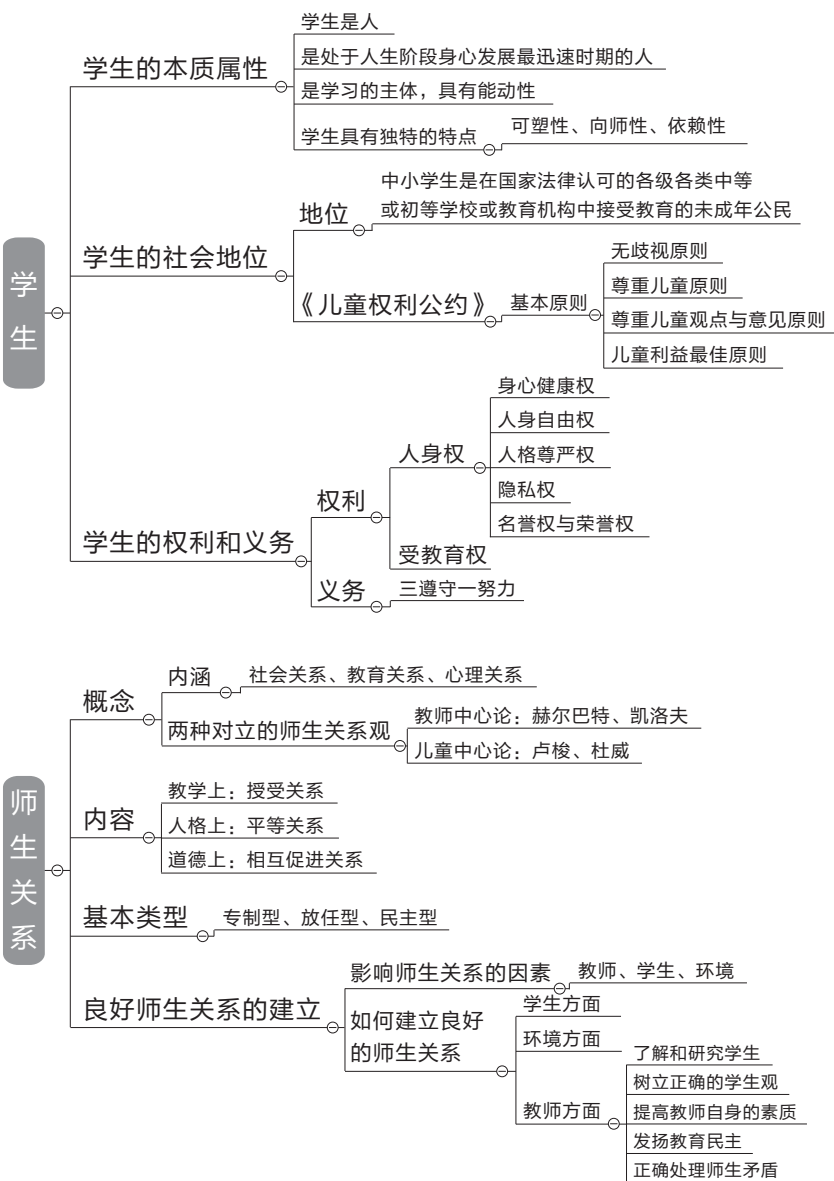 学生
学生的本质属性
学生是人
是处于人生阶段身心发展最迅速时期的人
是学习的主体，具有能动性
学生具有独特的特点
可塑性、向师性、依赖性
学生的社会地位
地位
中小学生是在国家法律认可的各级各类中等
或初等学校或教育机构中接受教育的未成年公民
《儿童权利公约》
基本原则
无歧视原则
尊重儿童原则
尊重儿童观点与意见原则
儿童利益最佳原则
学生的权利和义务
权利
人身权
身心健康权
人身自由权
人格尊严权
隐私权
名誉权与荣誉权
受教育权
义务
三遵守一努力
师生关系
概念
内涵
社会关系、教育关系、心理关系
两种对立的师生关系观
教师中心论：赫尔巴特、凯洛夫
儿童中心论：卢梭、杜威
内容
教学上：授受关系
人格上：平等关系
道德上：相互促进关系
基本类型
专制型、放任型、民主型
良好师生关系的建立
影响师生关系的因素
教师、学生、环境
如何建立良好
的师生关系
学生方面
环境方面
教师方面
了解和研究学生
树立正确的学生观
提高教师自身的素质
发扬教育民主
正确处理师生矛盾